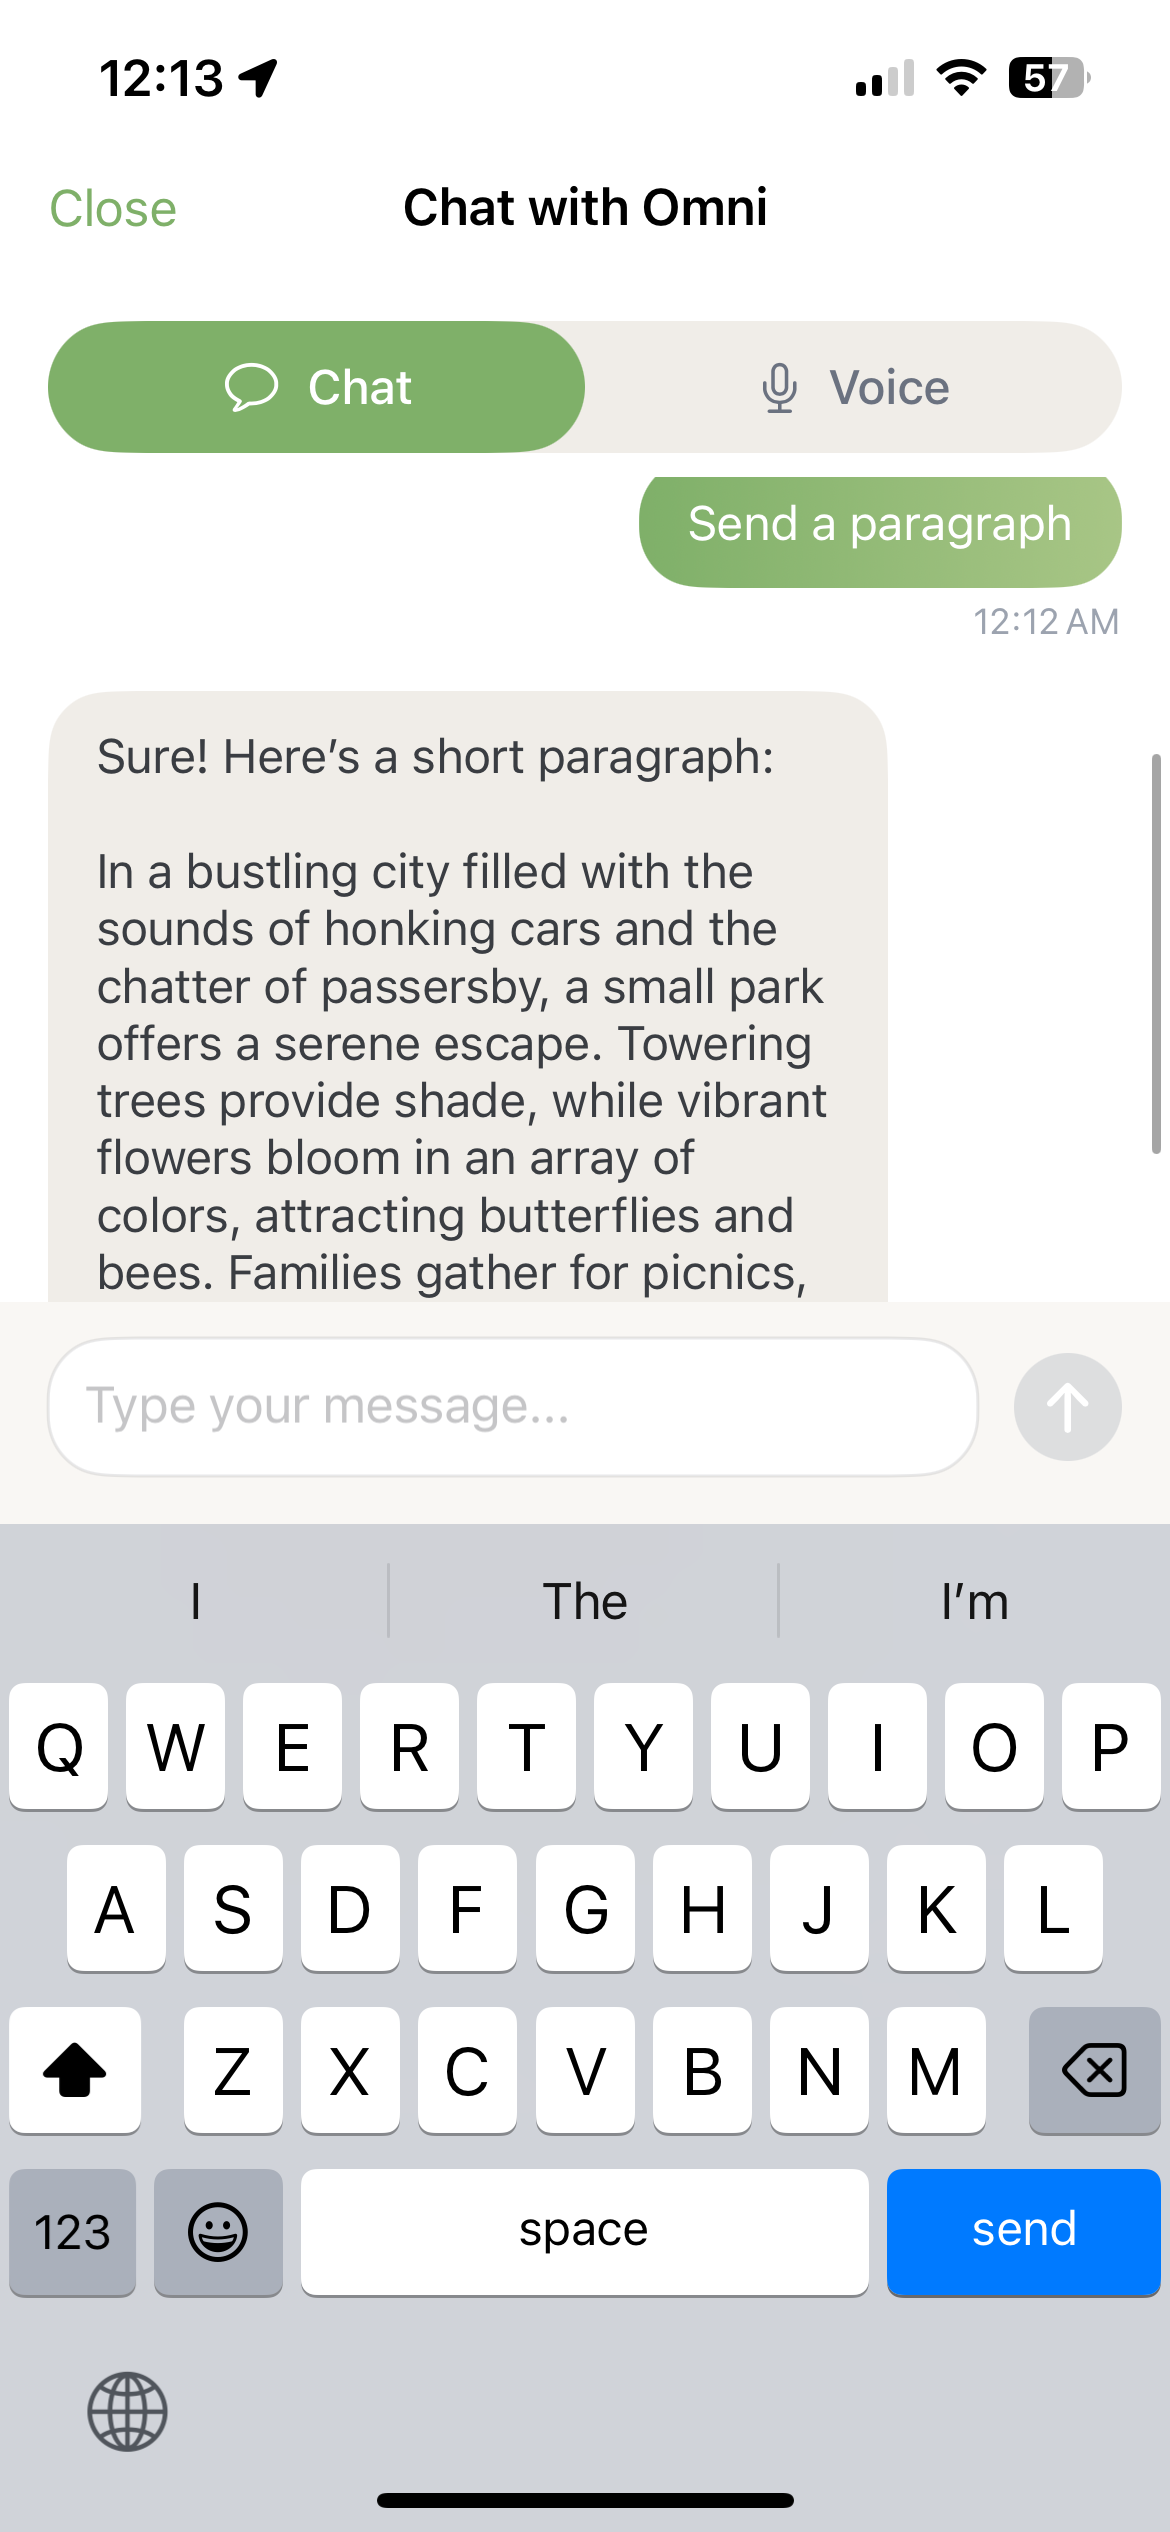 12:13
57
Close
Chat with Omni
Chat
Voice
Send a paragraph
12:12 AM
Sure! Here’s a short paragraph:
In a bustling city filled with the
sounds of honking cars and the
chatter of passersby, a small park
offers a serene escape. Towering
trees provide shade, while vibrant
flowers bloom in an array of
colors, attracting butterflies and
bees. Families gather for picnics,
Type your message...
I The I’m
Q W E R T Y U I O P
A S D F G H J K L
Z X C V B N M
123 space send